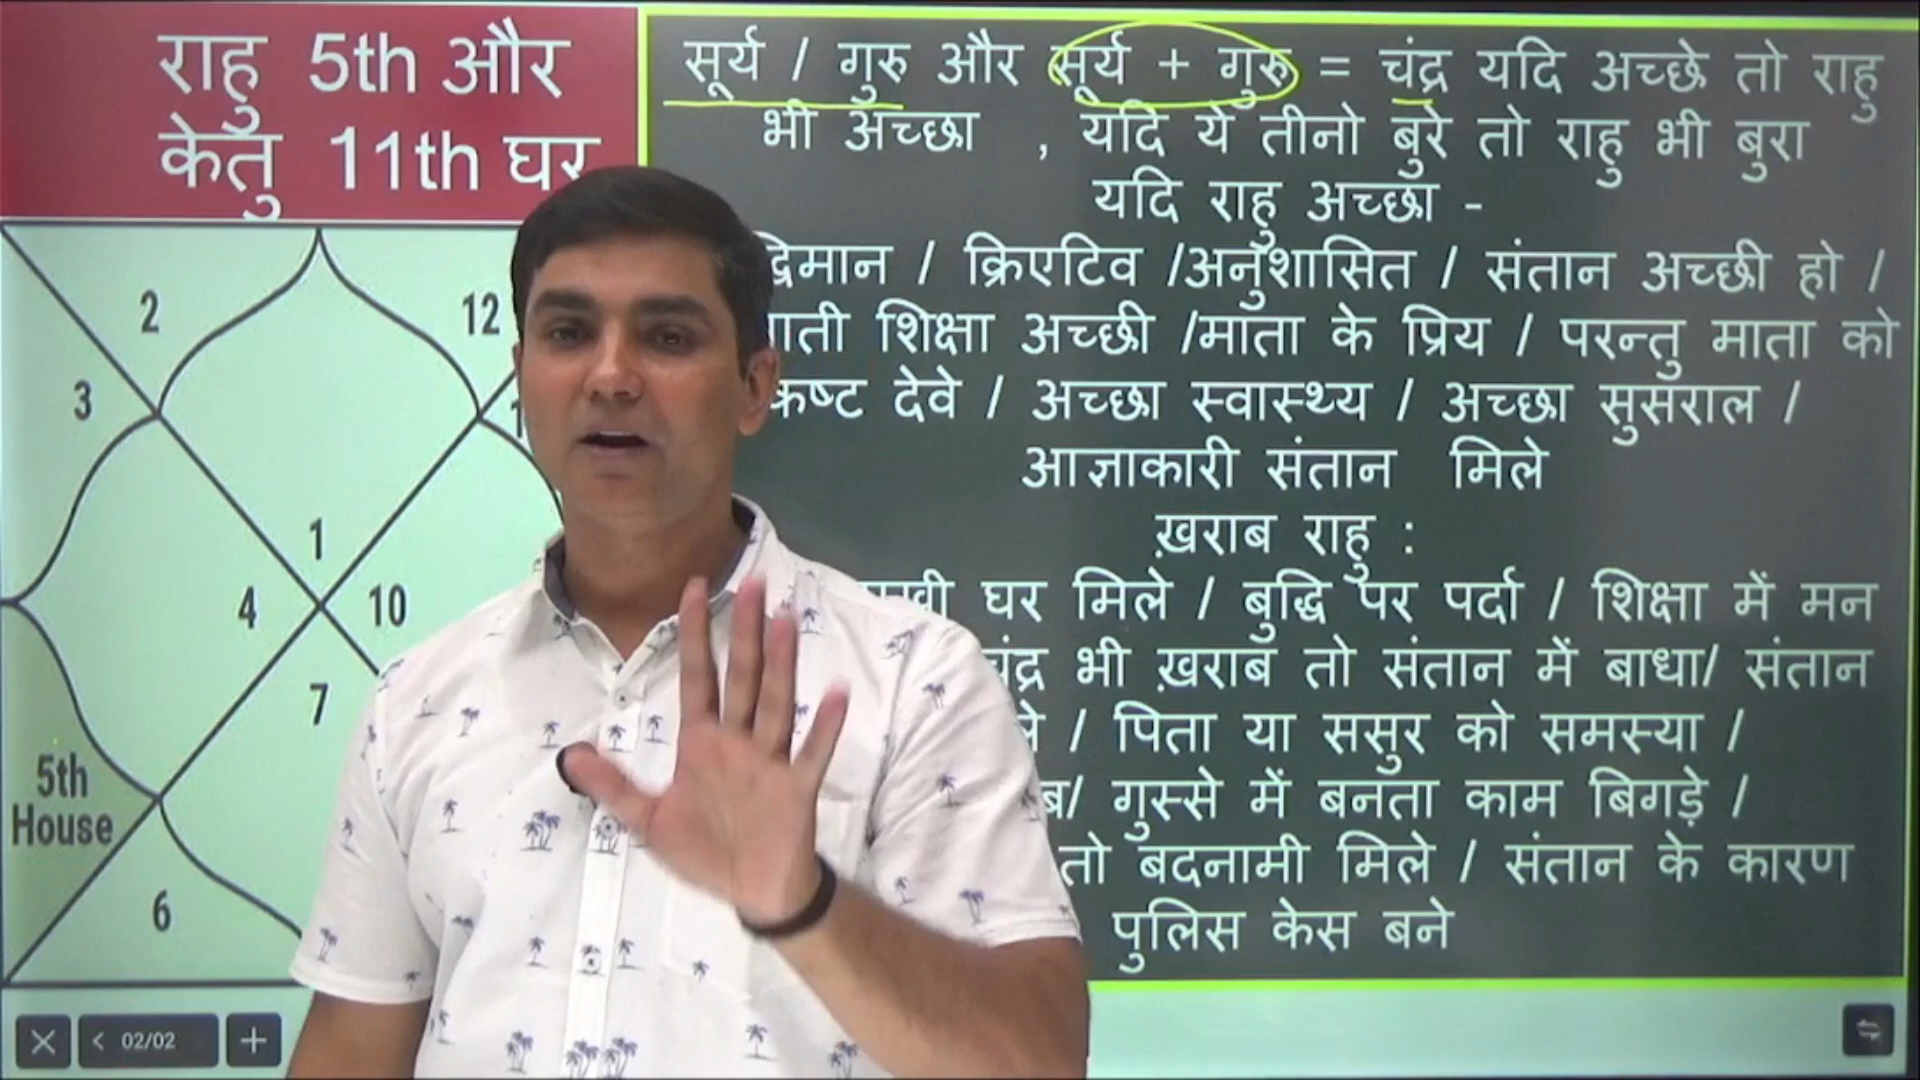 राहु 5th और
केतु 11th घर
सूर्य / गुरु और सूर्य + गुरु = चंद्र यदि अच्छे तो राहु
भी अच्छा , यदि ये तीनो बुरे तो राहु भी बुरा
यदि राहु अच्छा -
/ क्रिएटिव /अनुशासित / संतान अच्छी हो /
शिक्षा अच्छी /माता के प्रिय / परन्तु माता को
कष्ट देवे / अच्छा स्वास्थ्य / अच्छा सुसराल /
आज्ञाकारी संतान मिले
ख़राब राहु :
घर मिले / बुद्धि पर पर्दा / शिक्षा में मन
चंद्र भी ख़राब तो संतान में बाधा/ संतान
/ पिता या ससुर को समस्या /
/ गुस्से में बनता काम बिगड़े /
तो बदनामी मिले / संतान के कारण
पुलिस केस बने
2
12
3
1
4
10
7
5th
House
6
02/02